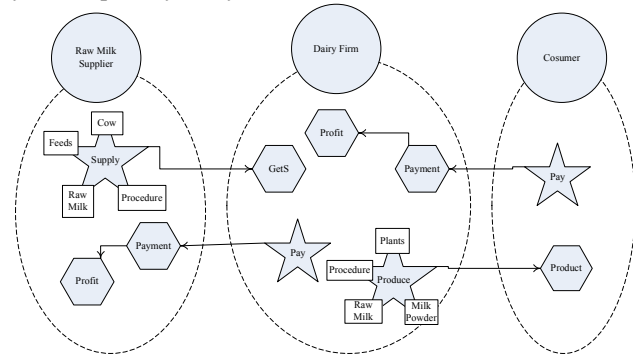 Raw Milk
Supplier
Dairy Firm
Cosumer
Cow
Feeds
Supply
Raw
Milk
Procedure
GetS
Profit
Payment
Pay
Payment
Profit
Pay
Plants
Procedure
Produce
Raw
Milk
Milk
Powder
Product